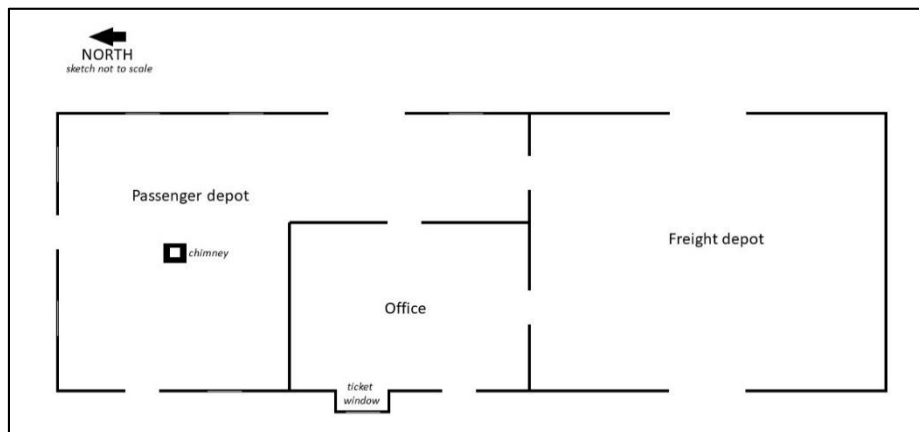 NORTH
sketch not to scale
Passenger depot
chimney
Freight depot
Office
ticket
window